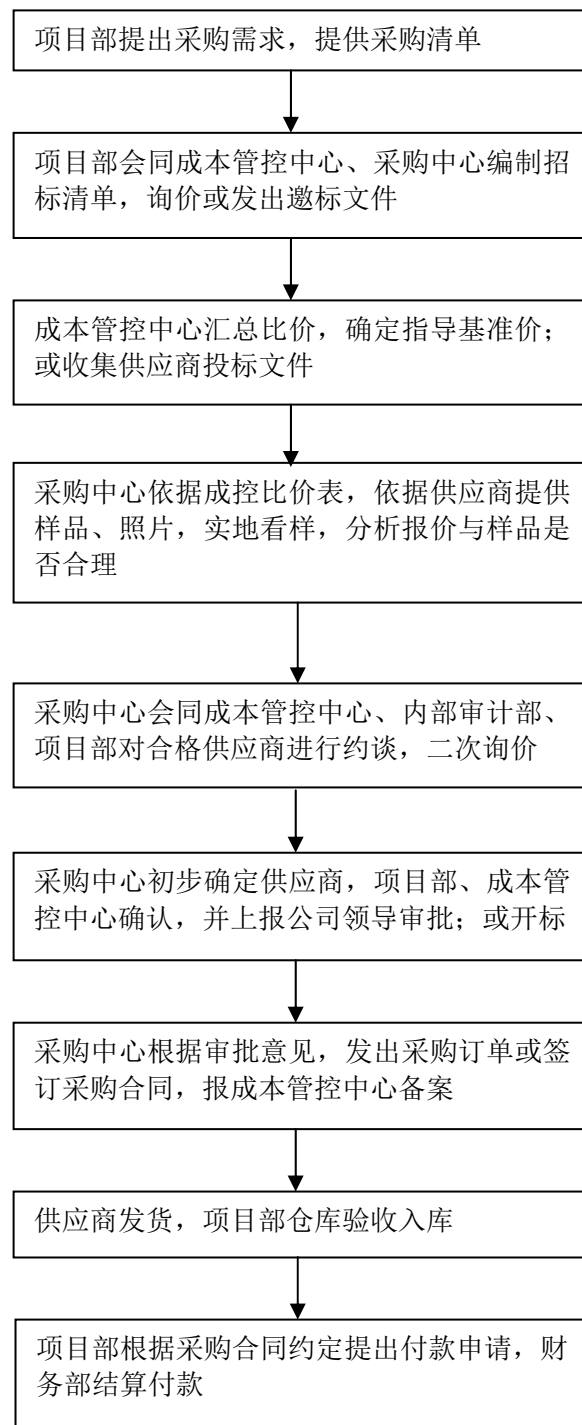 项目部提出采购需求，提供采购清单
项目部会同成本管控中心、采购中心编制招
标清单，询价或发出邀标文件
成本管控中心汇总比价，确定指导基准价；
或收集供应商投标文件
采购中心依据成控比价表，依据供应商提供
样品、照片，实地看样，分析报价与样品是
否合理
采购中心会同成本管控中心、内部审计部、
项目部对合格供应商进行约谈，二次询价
采购中心初步确定供应商，项目部、成本管
控中心确认，并上报公司领导审批；或开标
采购中心根据审批意见，发出采购订单或签
订采购合同，报成本管控中心备案
供应商发货，项目部仓库验收入库
项目部根据采购合同约定提出付款申请，财
务部结算付款